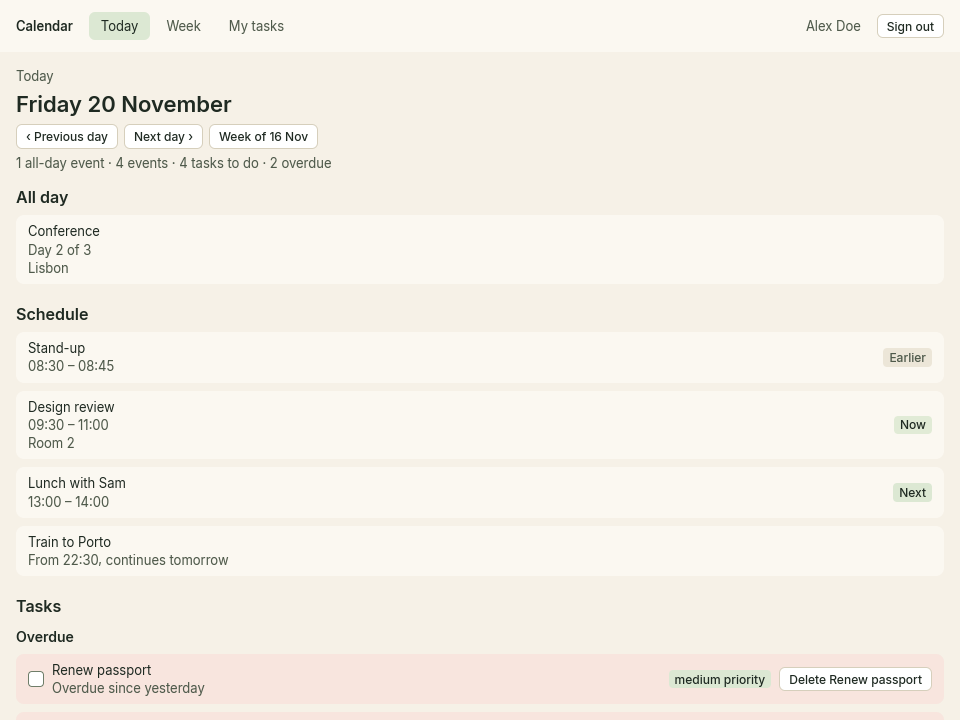 Calendar Today Week My tasks Alex Doe Sign out
Today
Friday 20 November
‹ Previous day Next day › Week of 16 Nov
1 all-day event · 4 events · 4 tasks to do · 2 overdue
All day
Conference
Day 2 of 3
Lisbon
Schedule
Stand-up
08:30 – 08:45
Earlier
Design review
09:30 – 11:00
Room 2
Now
Lunch with Sam
13:00 – 14:00
Next
Train to Porto
From 22:30, continues tomorrow
Tasks
Overdue
Renew passport
Overdue since yesterday
medium priority Delete Renew passport